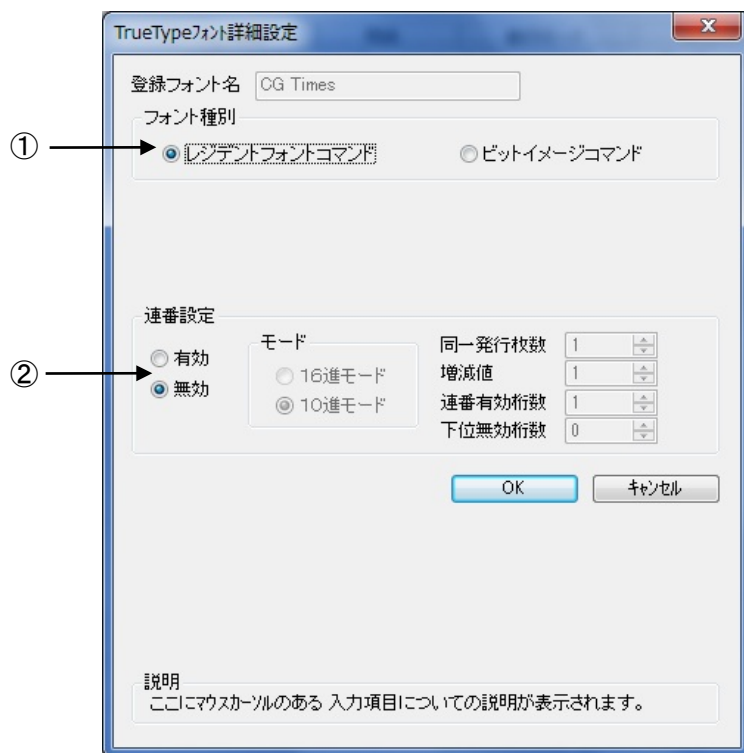 TrueTypeフォント詳細設定
登録フォント名 CG Times
フォント種別
① レジデントフォントコマンド ビットイメージコマンド
連番設定
② 有効
無効
モード
16進モード
10進モード
同一発行枚数 1
増減値 1
連番有効桁数 1
下位無効桁数 0
OK キャンセル
説明
ここにマウスカーソルのある 入力項目についての説明が表示されます。